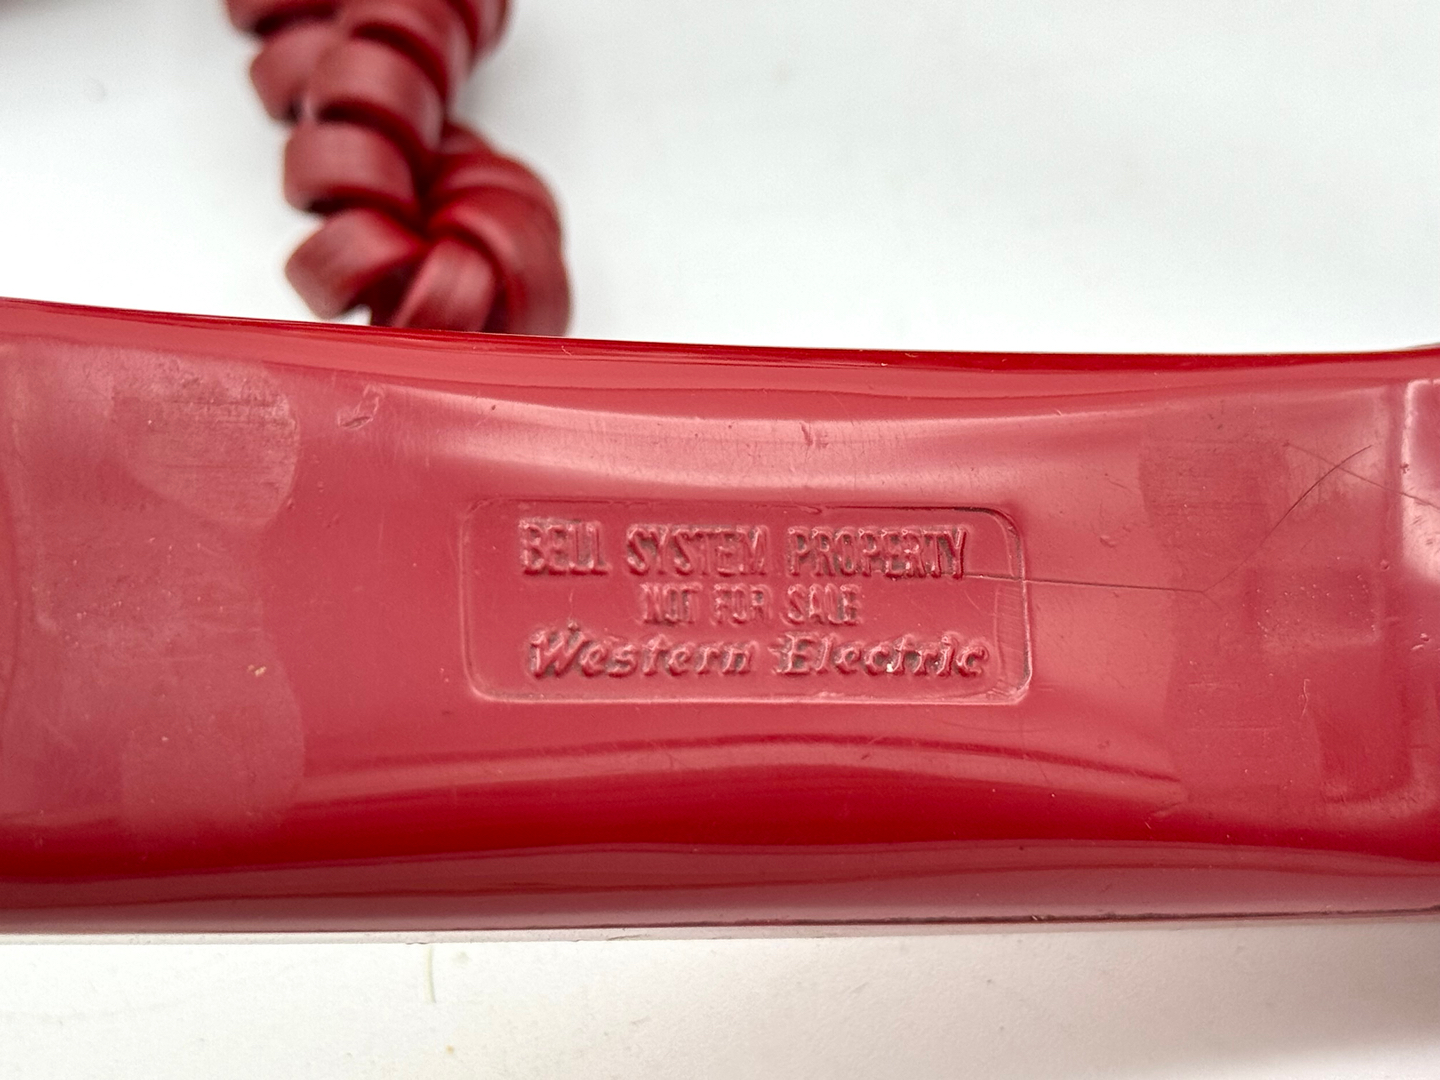 BELL SYSTEM PROPERTY
NOT FOR SALE
Western Electric